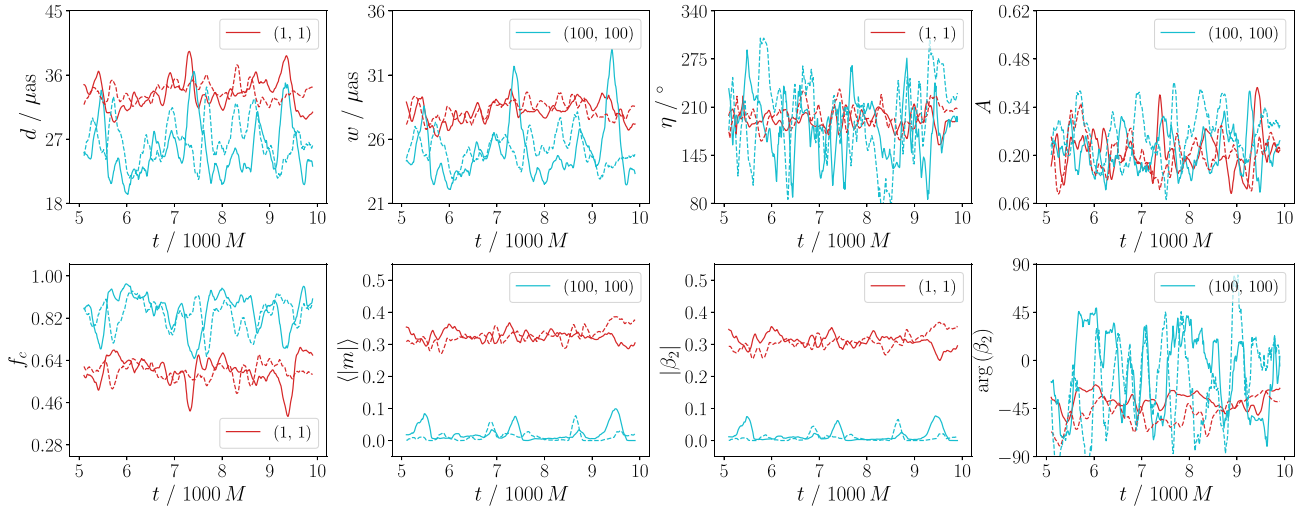 d / μas
45
36
27
18
(1, 1)
5 6 7 8 9 10
t / 1000 M
w / μas
36
31
26
21
(100, 100)
5 6 7 8 9 10
t / 1000 M
η / °
340
275
210
145
80
(1, 1)
5 6 7 8 9 10
t / 1000 M
A
0.62
0.48
0.34
0.20
0.06
(100, 100)
5 6 7 8 9 10
t / 1000 M
f_c
1.00
0.82
0.64
0.46
0.28
(1, 1)
5 6 7 8 9 10
t / 1000 M
⟨|m|⟩
0.5
0.4
0.3
0.2
0.1
0.0
(100, 100)
5 6 7 8 9 10
t / 1000 M
|β₂|
0.5
0.4
0.3
0.2
0.1
0.0
(1, 1)
5 6 7 8 9 10
t / 1000 M
arg (β₂)
90
45
0
−45
−90
(100, 100)
5 6 7 8 9 10
t / 1000 M